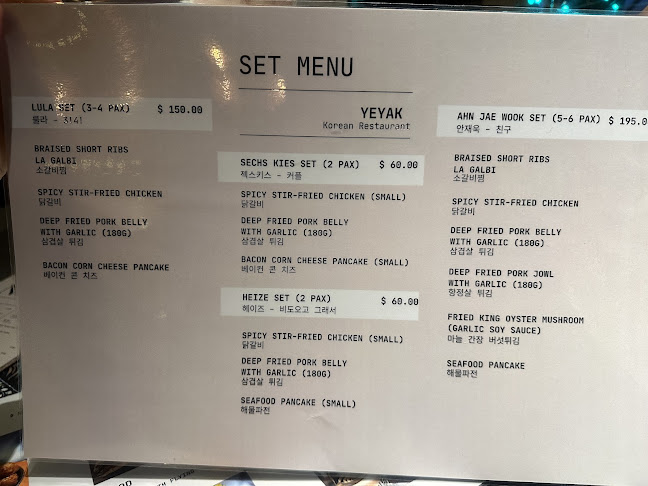 SET MENU
YEYAK
Korean Restaurant
LULA SET (3-4 PAX) $ 150.00
룰라 - 3!4!
BRAISED SHORT RIBS
LA GALBI
소갈비찜
SPICY STIR-FRIED CHICKEN
닭갈비
DEEP FRIED PORK BELLY
WITH GARLIC (180G)
삼겹살 튀김
BACON CORN CHEESE PANCAKE
베이컨 콘 치즈
SECHS KIES SET (2 PAX) $ 60.00
젝스키스 - 커플
SPICY STIR-FRIED CHICKEN (SMALL)
닭갈비
DEEP FRIED PORK BELLY
WITH GARLIC (180G)
삼겹살 튀김
BACON CORN CHEESE PANCAKE (SMALL)
베이컨 콘 치즈
HEIZE SET (2 PAX) $ 60.00
헤이즈 - 비도오고 그래서
SPICY STIR-FRIED CHICKEN (SMALL)
닭갈비
DEEP FRIED PORK BELLY
WITH GARLIC (180G)
삼겹살 튀김
SEAFOOD PANCAKE (SMALL)
해물파전
AHN JAE WOOK SET (5-6 PAX) $ 195.0
안재욱 - 친구
BRAISED SHORT RIBS
LA GALBI
소갈비찜
SPICY STIR-FRIED CHICKEN
닭갈비
DEEP FRIED PORK BELLY
WITH GARLIC (180G)
삼겹살 튀김
DEEP FRIED PORK JOWL
WITH GARLIC (180G)
항정살 튀김
FRIED KING OYSTER MUSHROOM
(GARLIC SOY SAUCE)
마늘 간장 버섯튀김
SEAFOOD PANCAKE
해물파전